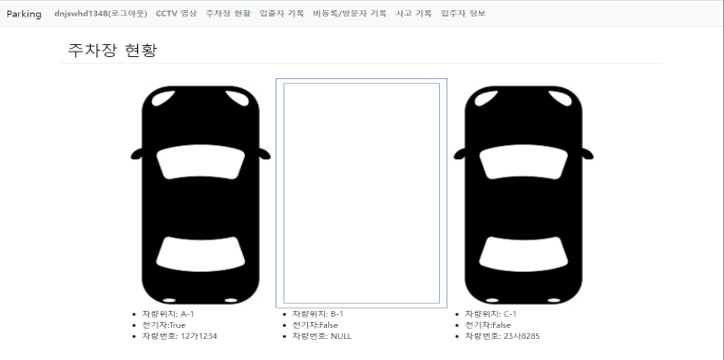 Parking dnjswhd1348(로그아웃) CCTV 영상 주차장 현황 입출자 기록 비등록/방문자 기록 사고 기록 입주자 정보
주차장 현황
• 차량위치: A-1
• 전기차:True
• 차량번호: 12가1234
• 차량위치: B-1
• 전기차:False
• 차량번호: NULL
• 차량위치: C-1
• 전기차:False
• 차량번호: 23사8285